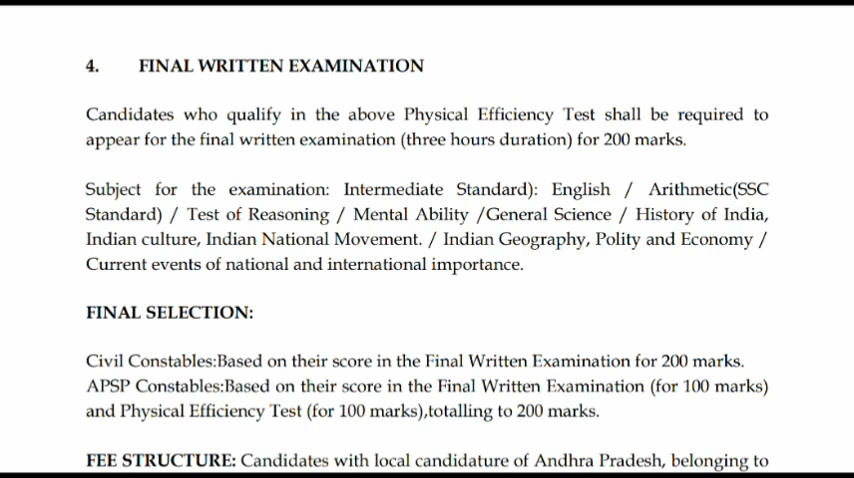 4. FINAL WRITTEN EXAMINATION
Candidates who qualify in the above Physical Efficiency Test shall be required to
appear for the final written examination (three hours duration) for 200 marks.
Subject for the examination: Intermediate Standard): English / Arithmetic(SSC
Standard) / Test of Reasoning / Mental Ability /General Science / History of India,
Indian culture, Indian National Movement. / Indian Geography, Polity and Economy /
Current events of national and international importance.
FINAL SELECTION:
Civil Constables:Based on their score in the Final Written Examination for 200 marks.
APSP Constables:Based on their score in the Final Written Examination (for 100 marks)
and Physical Efficiency Test (for 100 marks),totalling to 200 marks.
FEE STRUCTURE: Candidates with local candidature of Andhra Pradesh, belonging to